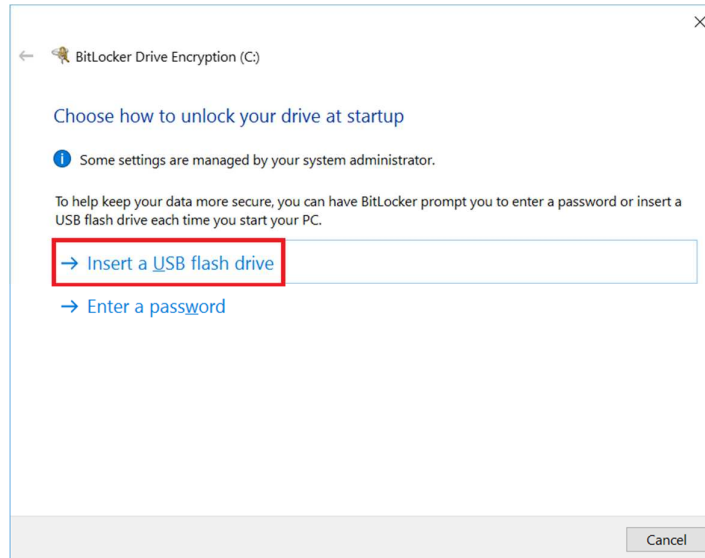 BitLocker Drive Encryption (C:)
Choose how to unlock your drive at startup
Some settings are managed by your system administrator.
To help keep your data more secure, you can have BitLocker prompt you to enter a password or insert a
USB flash drive each time you start your PC.
Insert a USB flash drive
Enter a password
Cancel